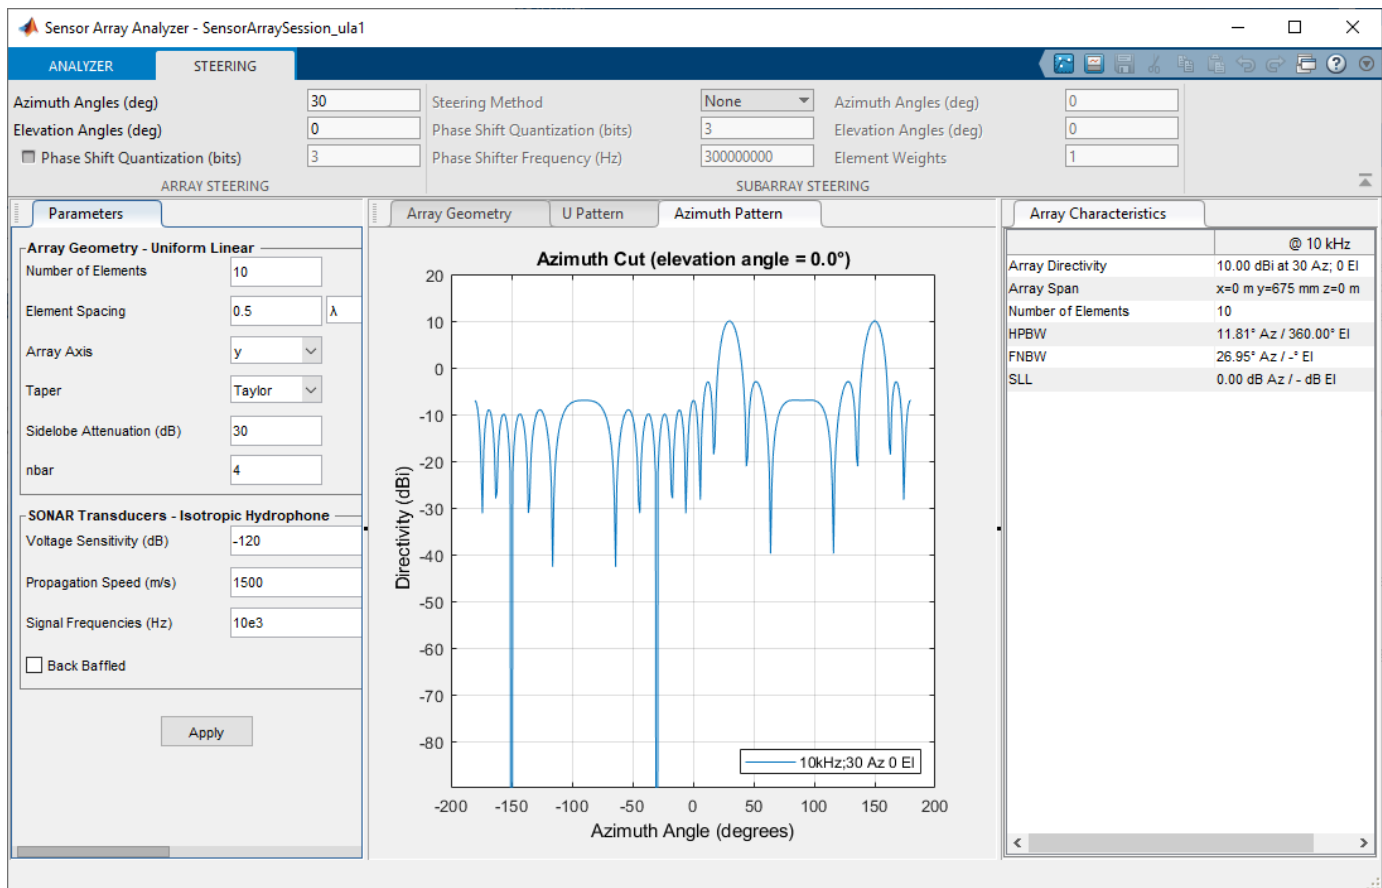 Sensor Array Analyzer - SensorArraySession_ula1
ANALYZER STEERING
Azimuth Angles (deg) 30 Steering Method None Azimuth Angles (deg) 0
Elevation Angles (deg) 0 Phase Shift Quantization (bits) 3 Elevation Angles (deg) 0
Phase Shift Quantization (bits) 3 Phase Shifter Frequency (Hz) 300000000 Element Weights 1
ARRAY STEERING SUBARRAY STEERING
Parameters
Array Geometry - Uniform Linear
Number of Elements 10
Element Spacing 0.5 λ
Array Axis y
Taper Taylor
Sidelobe Attenuation (dB) 30
nbar 4
SONAR Transducers - Isotropic Hydrophone
Voltage Sensitivity (dB) -120
Propagation Speed (m/s) 1500
Signal Frequencies (Hz) 10e3
Back Baffled
Apply
Array Geometry U Pattern Azimuth Pattern
Azimuth Cut (elevation angle = 0.0°)
20
10
0
-10
-20
-30
-40
-50
-60
-70
-80
Directivity (dBi)
10kHz;30 Az 0 El
-200 -150 -100 -50 0 50 100 150 200
Azimuth Angle (degrees)
Array Characteristics
@ 10 kHz
Array Directivity 10.00 dBi at 30 Az; 0 El
Array Span x=0 m y=675 mm z=0 m
Number of Elements 10
HPBW 11.81° Az / 360.00° El
FNBW 26.95° Az / -° El
SLL 0.00 dB Az / - dB El